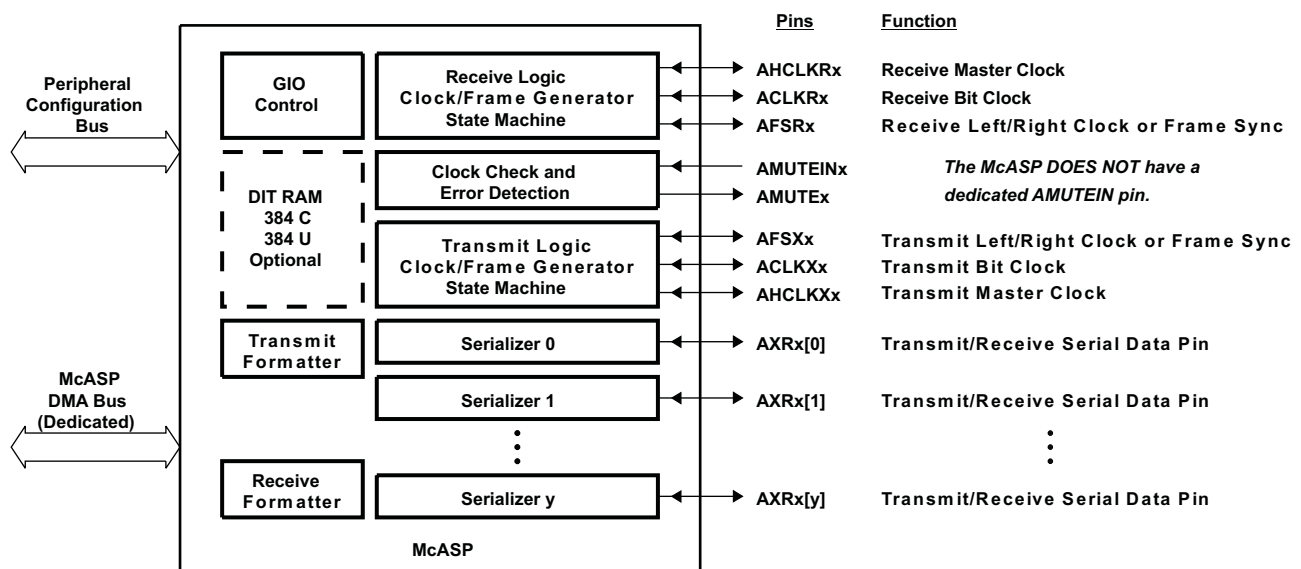 Pins Function
Peripheral
Configuration
Bus
GIO
Control
Receive Logic
Clock/Frame Generator
State Machine
AHCLKRx Receive Master Clock
ACLKRx Receive Bit Clock
AFSRx Receive Left/Right Clock or Frame Sync
DIT RAM
384 C
384 U
Optional
Clock Check and
Error Detection
AMUTEINx
AMUTEx
The McASP DOES NOT have a
dedicated AMUTEIN pin.
Transmit Logic
Clock/Frame Generator
State Machine
AFSXx Transmit Left/Right Clock or Frame Sync
ACLKXx Transmit Bit Clock
AHCLKXx Transmit Master Clock
Transmit
Formatter
Serializer 0
AXRx[0] Transmit/Receive Serial Data Pin
McASP
DMA Bus
(Dedicated)
Serializer 1
AXRx[1] Transmit/Receive Serial Data Pin
Receive
Formatter
Serializer y
AXRx[y] Transmit/Receive Serial Data Pin
McASP